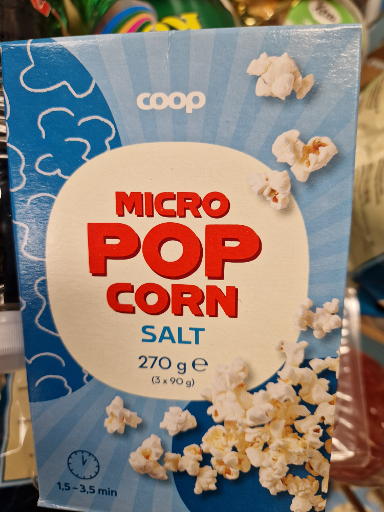 coop
MICRO
POP
CORN
SALT
270 g ℮
(3 x 90 g)
1,5-3,5 min